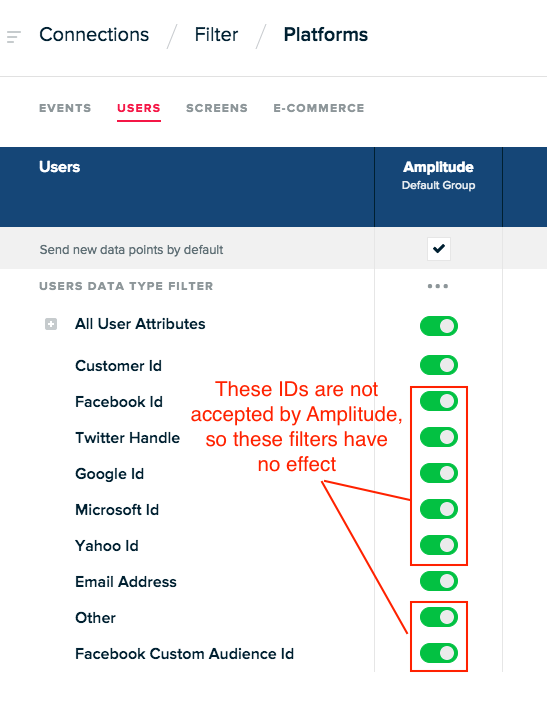 Connections / Filter / Platforms
EVENTS USERS SCREENS E-COMMERCE
Users
Amplitude
Default Group
Send new data points by default
USERS DATA TYPE FILTER
All User Attributes
Customer Id
Facebook Id
Twitter Handle
Google Id
Microsoft Id
Yahoo Id
Email Address
Other
Facebook Custom Audience Id
These IDs are not
accepted by Amplitude,
so these filters have
no effect